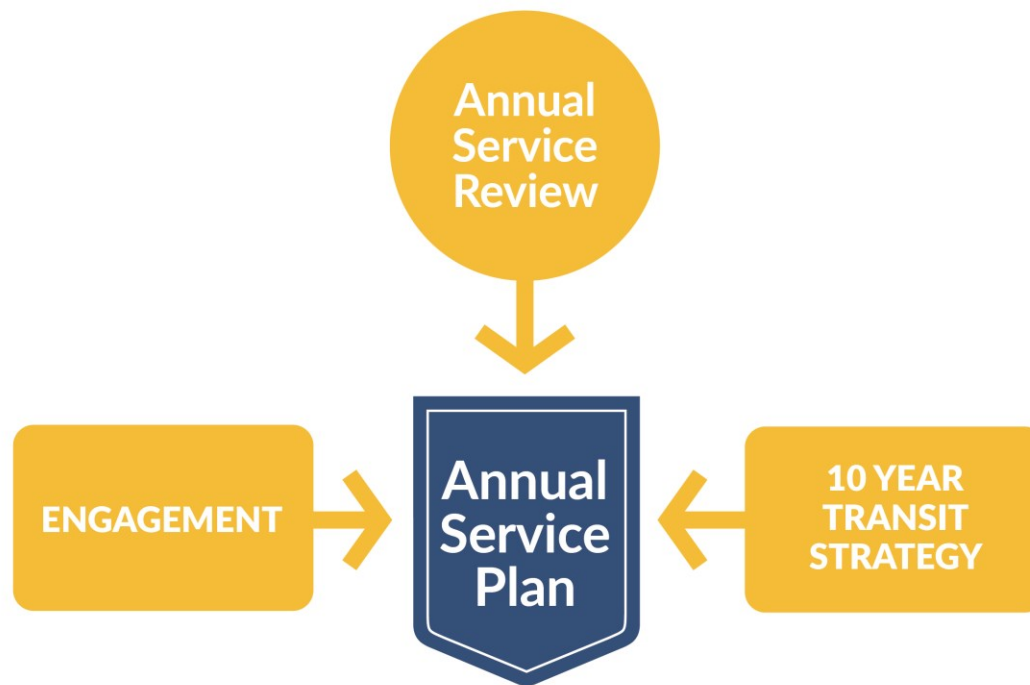 Annual
Service
Review
ENGAGEMENT
Annual
Service
Plan
10 YEAR
TRANSIT
STRATEGY